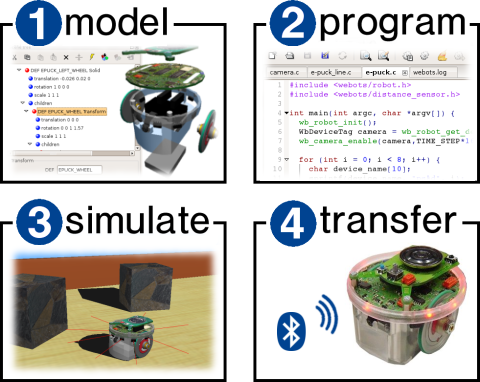 1 model
DEF EPUCK_LEFT_WHEEL Solid
translation -0.026 0.02 0
rotation 1 0 0 0
scale 1 1 1
children
DEF EPUCK_WHEEL Transform
translation 0 0 0
rotation 0 0 1 1.57
scale 1 1 1
children
Transform
DEF EPUCK_WHEEL
2 program
camera.c e-puck_line.c e-puck.c webots.log
1 #include <webots/robot.h>
2 #include <webots/distance_sensor.h>
3
4 int main(int argc, char *argv[]) {
5 wb_robot_init();
6 WbDeviceTag camera = wb_robot_get_
7 wb_camera_enable(camera,TIME_STEP*
8
9 for (int i = 0; i < 8; i++) {
10 char device_name[10];
3 simulate
4 transfer